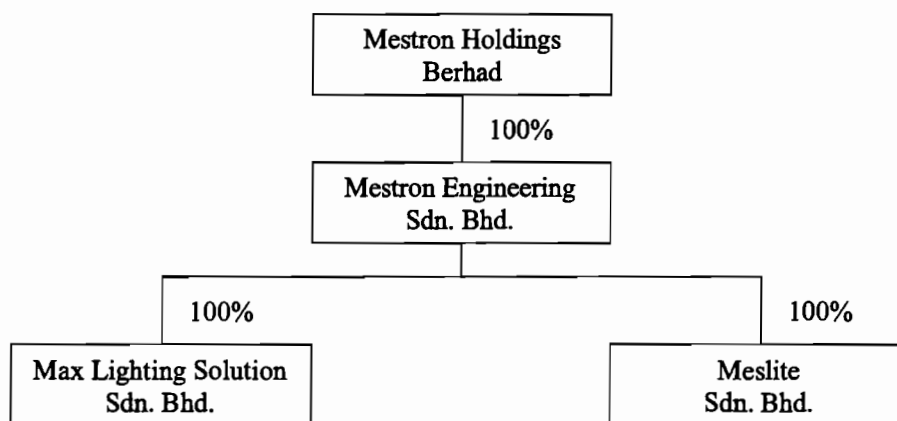 Mestron Holdings
Berhad
100%
Mestron Engineering
Sdn. Bhd.
100%
100%
Max Lighting Solution
Sdn. Bhd.
Meslite
Sdn. Bhd.